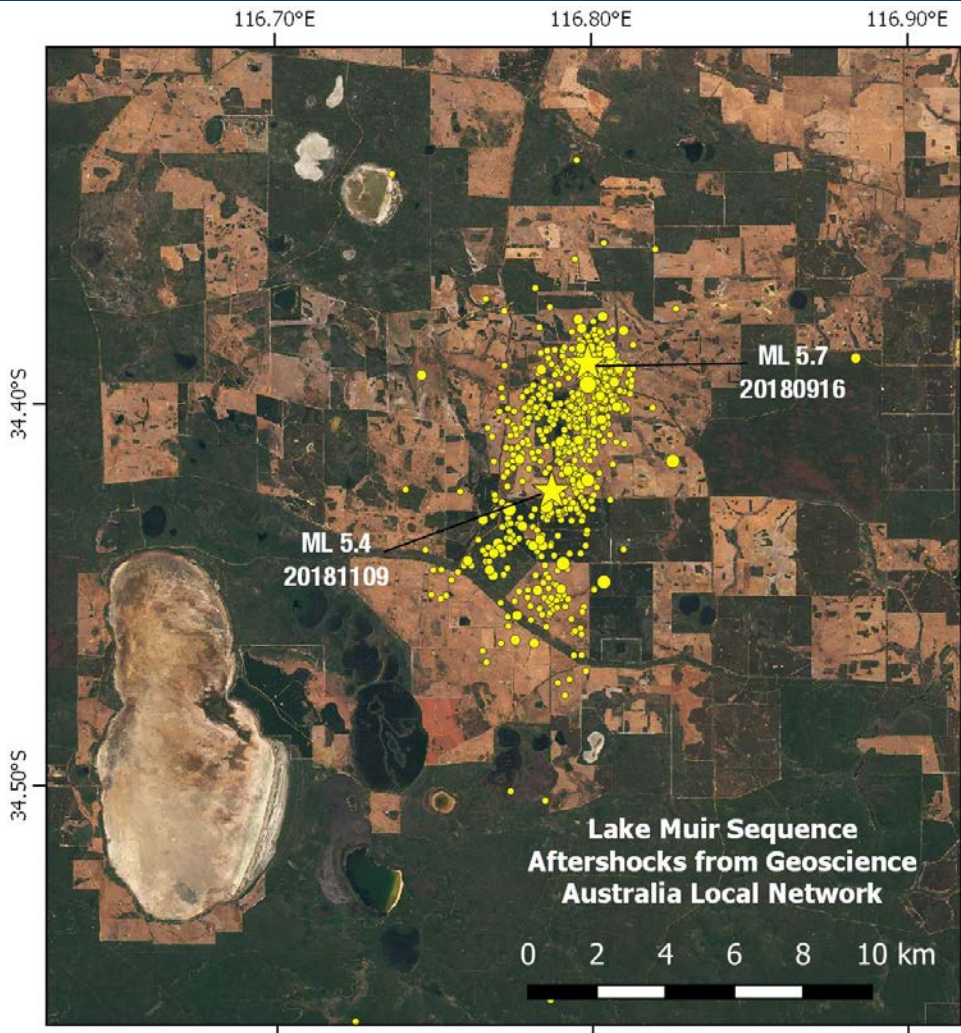 116.70°E
116.80°E
116.90°E
34.40°S
34.50°S
ML 5.7
20180916
ML 5.4
20181109
Lake Muir Sequence
Aftershocks from Geoscience
Australia Local Network
0 2 4 6 8 10 km